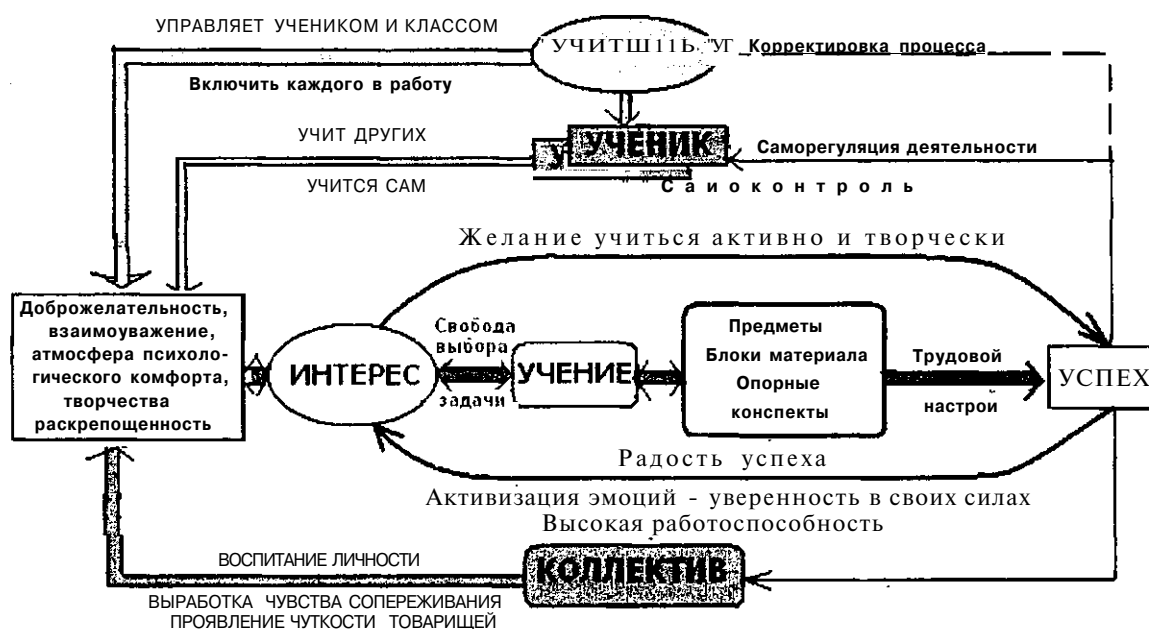 УПРАВЛЯЕТ УЧЕНИКОМ И КЛАССОМ
"УЧИТШ11Ь "УГ Корректировка процесса
Включить каждого в работу
УЧИТ ДРУГИХ
УЧЕНИК
У
Саморегуляция деятельности
УЧИТСЯ САМ
Саиоконтроль
Желание учиться активно и творчески
Доброжелательность,
взаимоуважение,
атмосфера психоло-
гического комфорта,
творчества
раскрепощенность
ИНТЕРЕС
Свобода
выбора
задачи
УЧЕНИЕ
Предметы
Блоки материала
Опорные
конспекты
Трудовой
настрой
УСПЕХ
Радость успеха
Активизация эмоций - уверенность в своих силах
Высокая работоспособность
ВОСПИТАНИЕ ЛИЧНОСТИ
КОЛЛЕКТИВ
ВЫРАБОТКА ЧУВСТВА СОПЕРЕЖИВАНИЯ
ПРОЯВЛЕНИЕ ЧУТКОСТИ ТОВАРИЩЕЙ